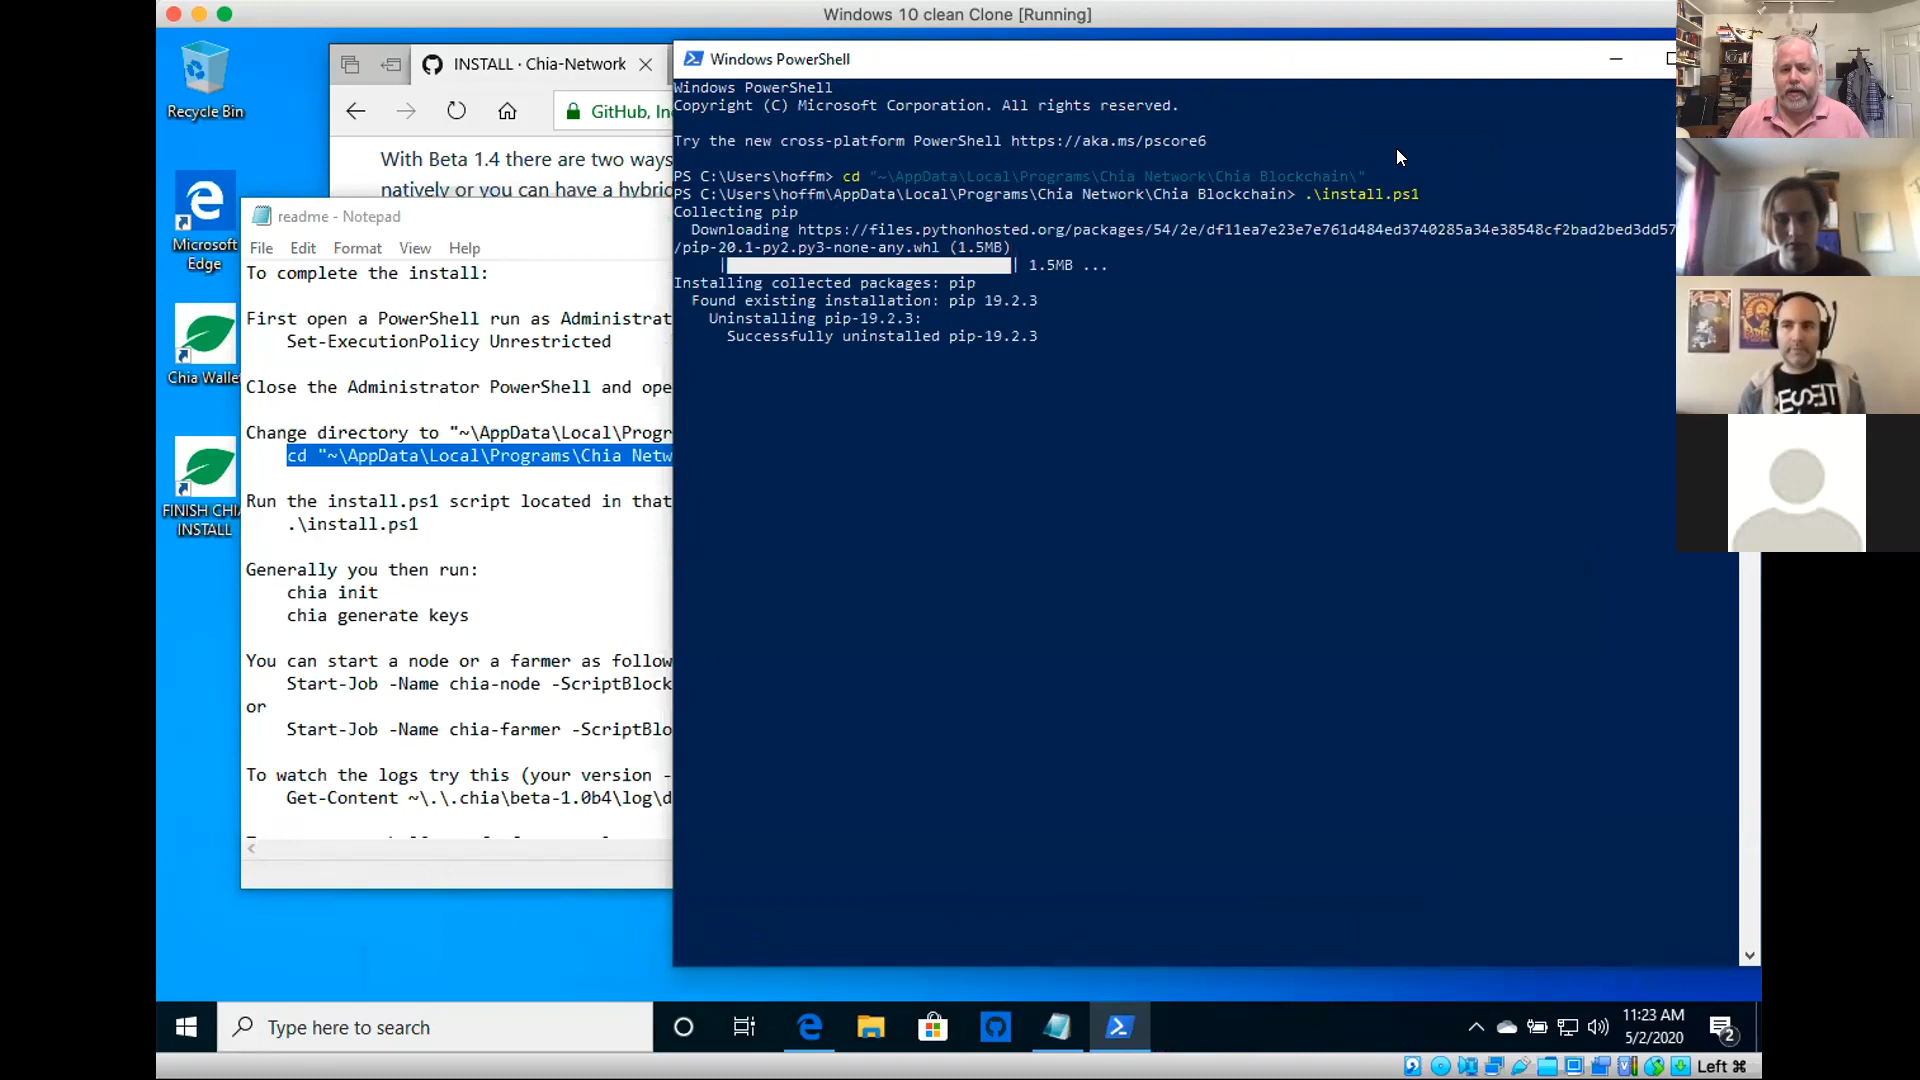 Windows 10 clean Clone [Running]
Recycle Bin
Microsoft
Edge
Chia Walle
FINISH CHI
INSTALL
INSTALL · Chia-Network
GitHub, In
With Beta 1.4 there are two ways
natively or you can have a hybrid
readme - Notepad
File Edit Format View Help
To complete the install:
First open a PowerShell run as Administrat
Set-ExecutionPolicy Unrestricted
Close the Administrator PowerShell and ope
Change directory to "~\AppData\Local\Progr
cd "~\AppData\Local\Programs\Chia Netw
Run the install.ps1 script located in that
.\install.ps1
Generally you then run:
chia init
chia generate keys
You can start a node or a farmer as follow
Start-Job -Name chia-node -ScriptBlock
or
Start-Job -Name chia-farmer -ScriptBlo
To watch the logs try this (your version -
Get-Content ~\.\.chia\beta-1.0b4\log\d
Windows PowerShell
Windows PowerShell
Copyright (C) Microsoft Corporation. All rights reserved.
Try the new cross-platform PowerShell https://aka.ms/pscore6
PS C:\Users\hoffm> cd "~\AppData\Local\Programs\Chia Network\Chia Blockchain\"
PS C:\Users\hoffm\AppData\Local\Programs\Chia Network\Chia Blockchain> .\install.ps1
Collecting pip
Downloading https://files.pythonhosted.org/packages/54/2e/df11ea7e23e7e761d484ed3740285a34e38548cf2bad2bed3dd57
/pip-20.1-py2.py3-none-any.whl (1.5MB)
| | 1.5MB ...
Installing collected packages: pip
Found existing installation: pip 19.2.3
Uninstalling pip-19.2.3:
Successfully uninstalled pip-19.2.3
Type here to search
11:23 AM
5/2/2020
2
Left ⌘